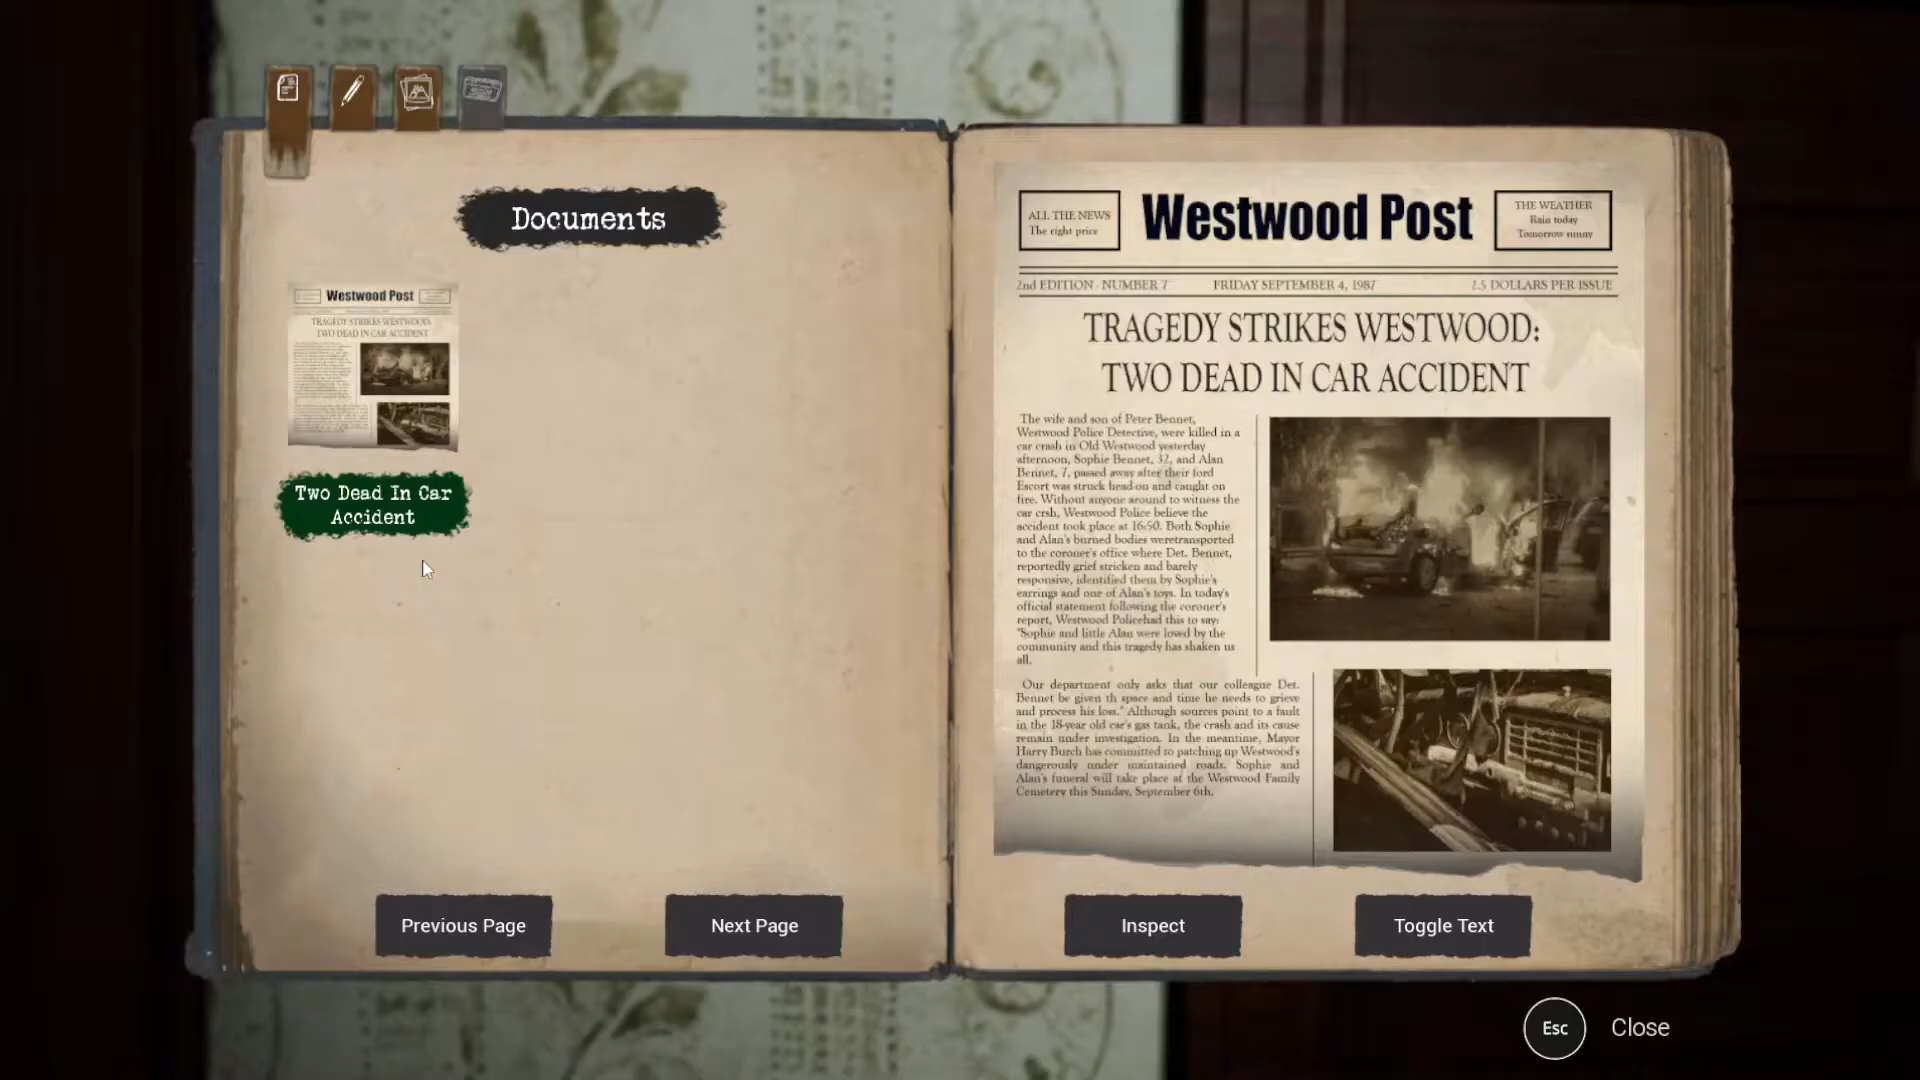 Documents
Westwood Post
TRAGEDY STRIKES WESTWOOD:
TWO DEAD IN CAR ACCIDENT
Two Dead In Car
Accident
Previous Page
Next Page
ALL THE NEWS
The right price
Westwood Post
THE WEATHER
Rain today
Tomorrow sunny
2nd EDITION - NUMBER 7
FRIDAY SEPTEMBER 4, 1987
1.5 DOLLARS PER ISSUE
TRAGEDY STRIKES WESTWOOD:
TWO DEAD IN CAR ACCIDENT
The wife and son of Peter Bennet,
Westwood Police Detective, were killed in a
car crash in Old Westwood yesterday
afternoon, Sophie Bennet, 32, and Alan
Bennet, 7, passed away after their ford
Escort was struck head-on and caught on
fire. Without anyone around to witness the
car crsh, Westwood Police believe the
accident took place at 16:50. Both Sophie
and Alan's burned bodies weretransported
to the coroner's office where Det. Bennet,
reportedly grief stricken and barely
responsive, identified them by Sophie's
earrings and one of Alan's toys. In today's
official statement following the coroner's
report, Westwood Policehad this to say:
"Sophie and little Alan were loved by the
community and this tragedy has shaken us
all.
Our department only asks that our colleague Det.
Bennet be given th space and time he needs to grieve
and process his loss." Although sources point to a fault
in the 18-year old car's gas tank, the crash and its cause
remain under investigation. In the meantime, Mayor
Harry Burch has committed to patching up Westwood's
dangerously under maintained roads. Sophie and
Alan's funeral will take place at the Westwood Family
Cemetery this Sunday, September 6th.
Inspect
Toggle Text
Esc
Close